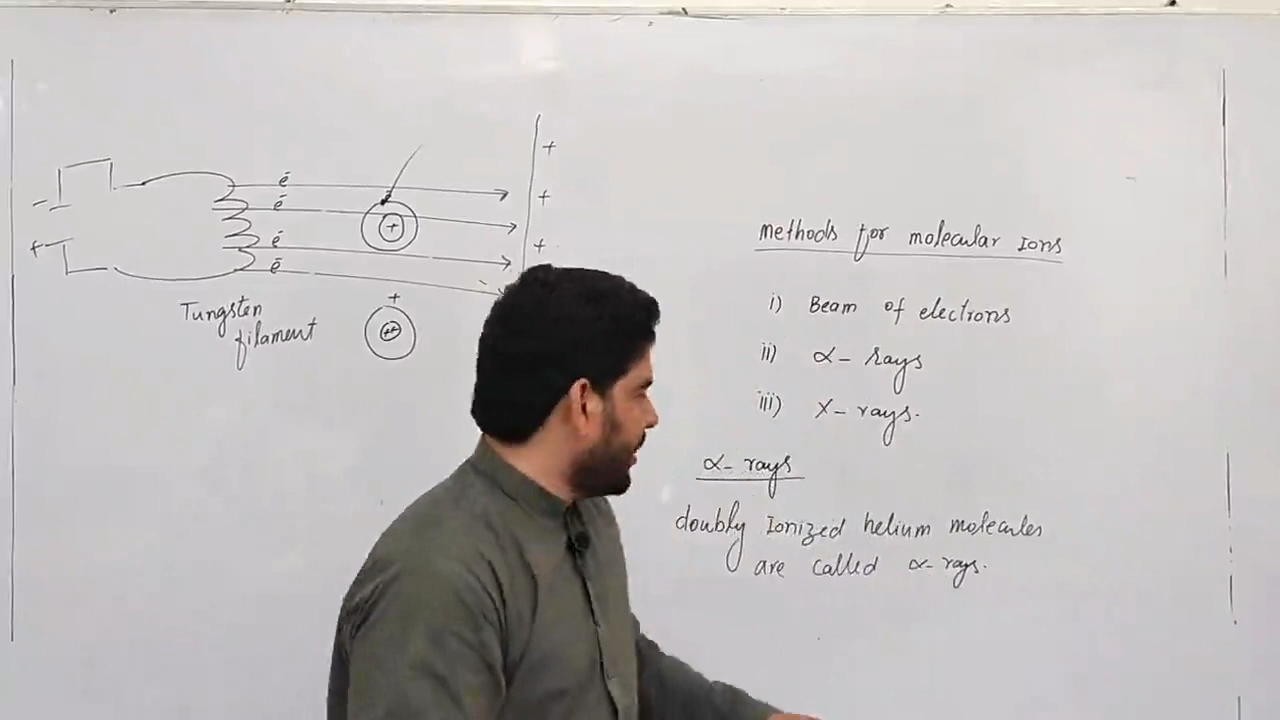 ē
ē
ē
ē
-
+
+
+
+
+
Tungsten
filament
+
++
methods for molecular Ions
i) Beam of electrons
ii) α- rays
iii) X- rays.
α- rays
doubly Ionized helium molecules
are called α- rays.